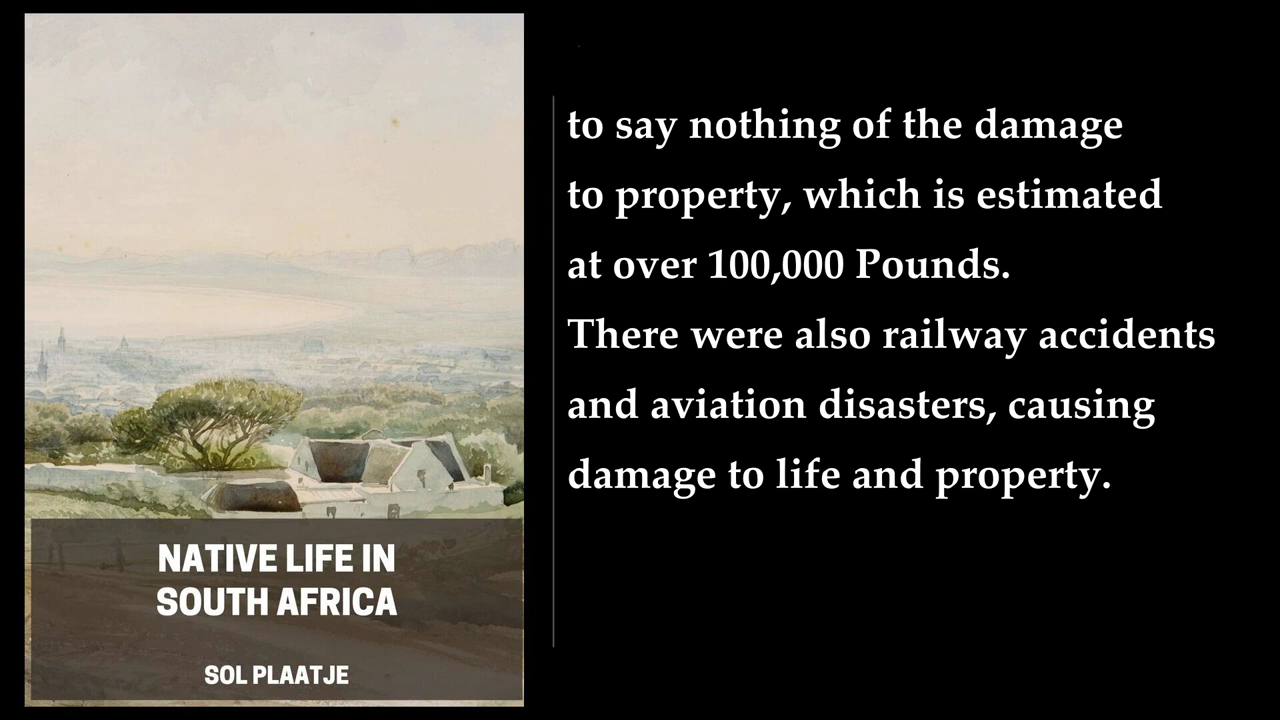 NATIVE LIFE IN
SOUTH AFRICA
SOL PLAATJE
to say nothing of the damage
to property, which is estimated
at over 100,000 Pounds.
There were also railway accidents
and aviation disasters, causing
damage to life and property.